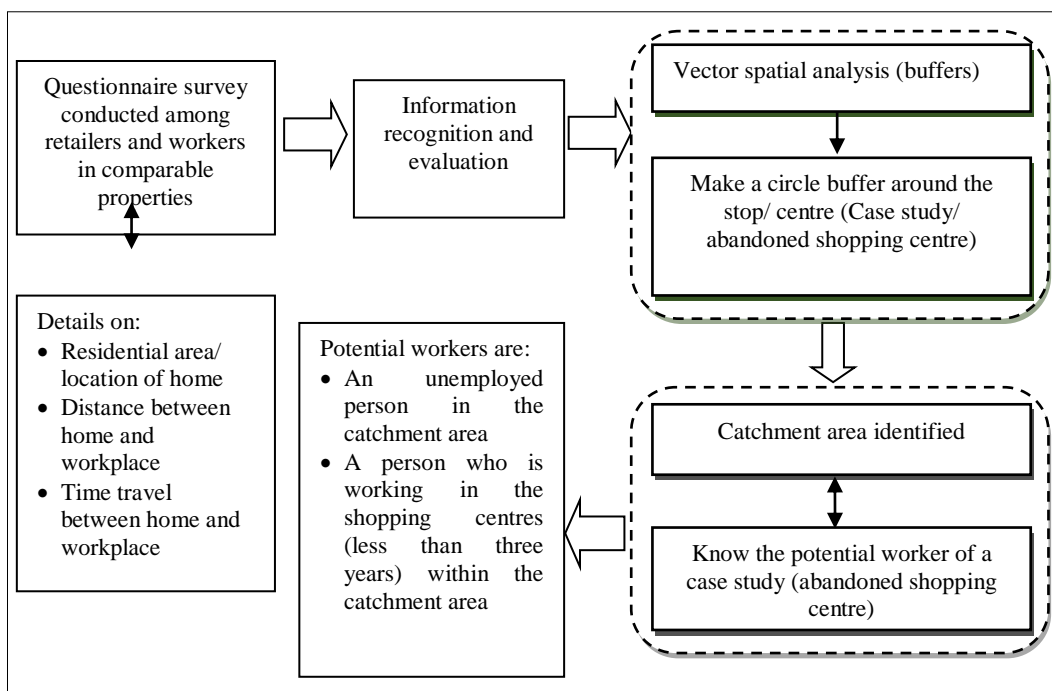 Questionnaire survey
conducted among
retailers and workers
in comparable
properties
Information
recognition and
evaluation
Vector spatial analysis (buffers)
Make a circle buffer around the
stop/ centre (Case study/
abandoned shopping centre)
Details on:
• Residential area/
location of home
• Distance between
home and
workplace
• Time travel
between home and
workplace
Potential workers are:
• An unemployed
person in the
catchment area
• A person who is
working in the
shopping centres
(less than three
years) within the
catchment area
Catchment area identified
Know the potential worker of a
case study (abandoned shopping
centre)